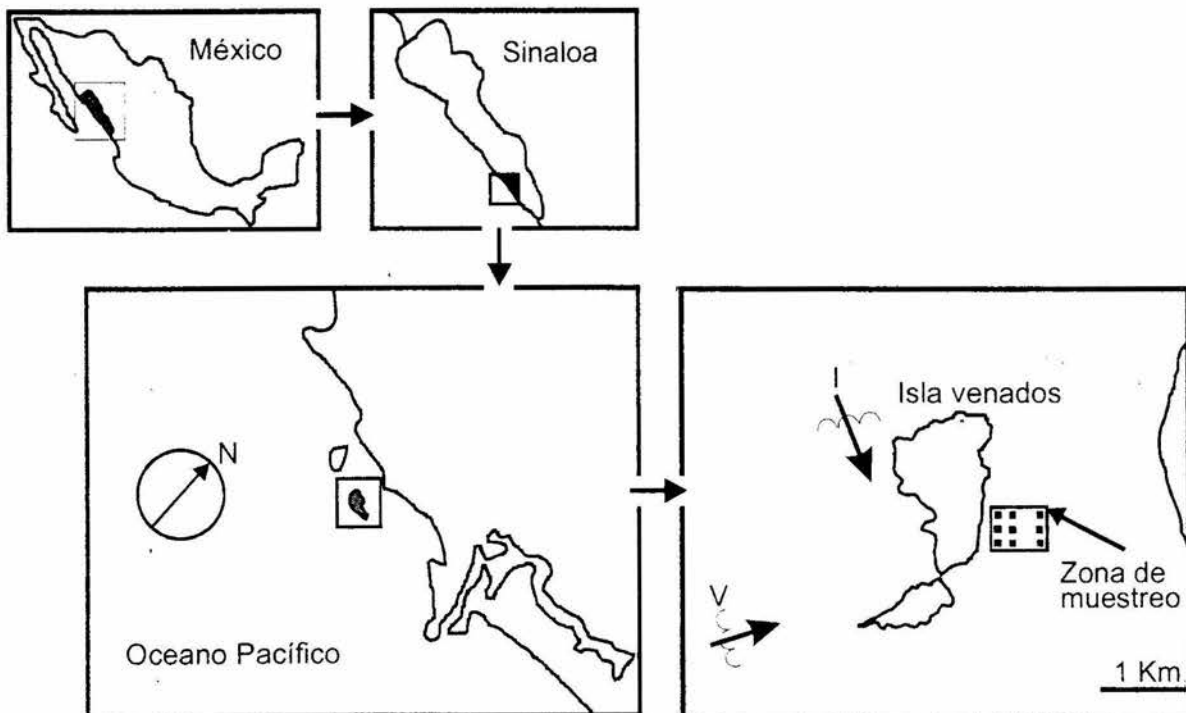 México
Sinaloa
N
Oceano Pacífico
I
Isla venados
V
Zona de
muestreo
1 Km